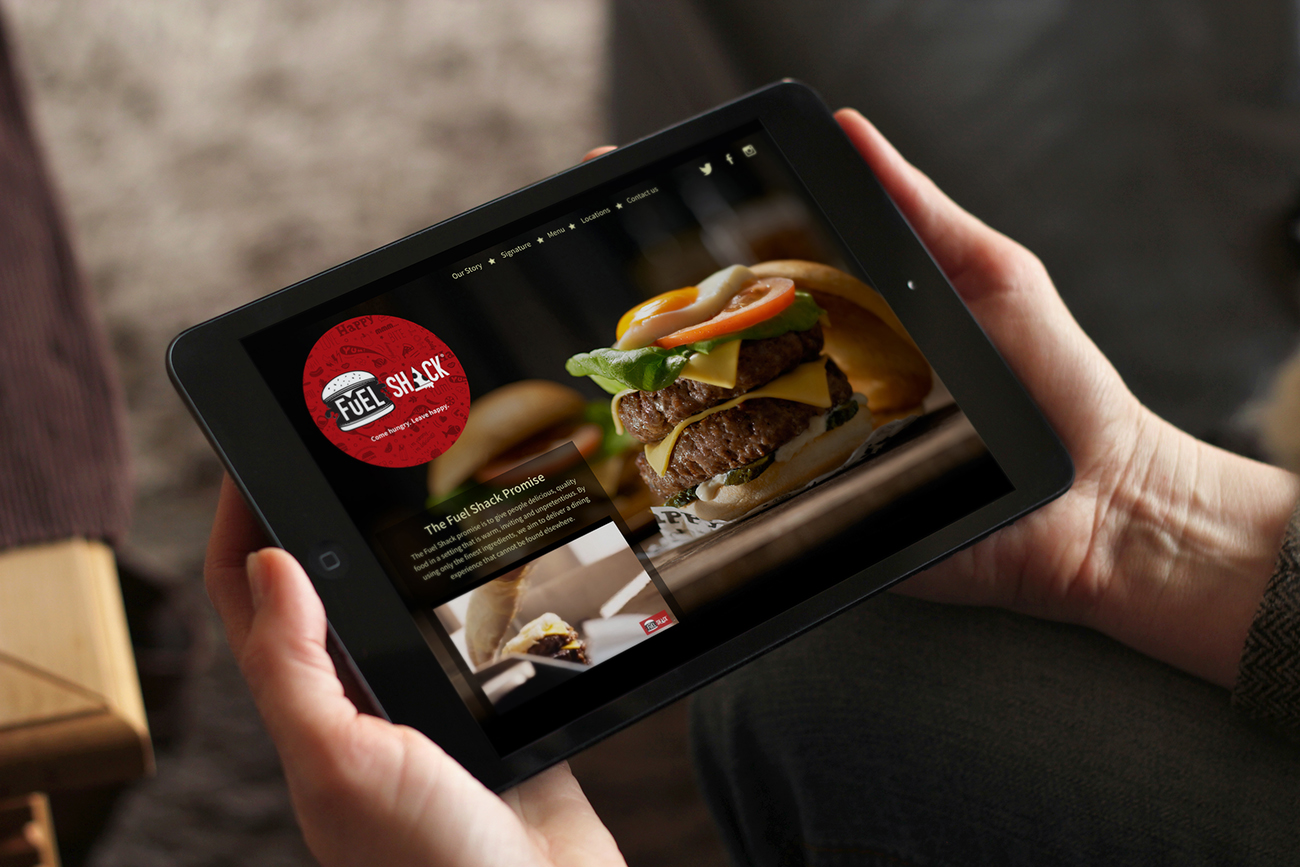 Our Story ★ Signature ★ Menu ★ Locations ★ Contact us
Happy
FUEL SHACK
Come hungry. Leave happy.
The Fuel Shack Promise
The Fuel Shack promise is to give people delicious, quality
food in a setting that is warm, inviting and unpretentious. By
using only the finest ingredients, we aim to deliver a dining
experience that cannot be found elsewhere.
FUEL SHACK